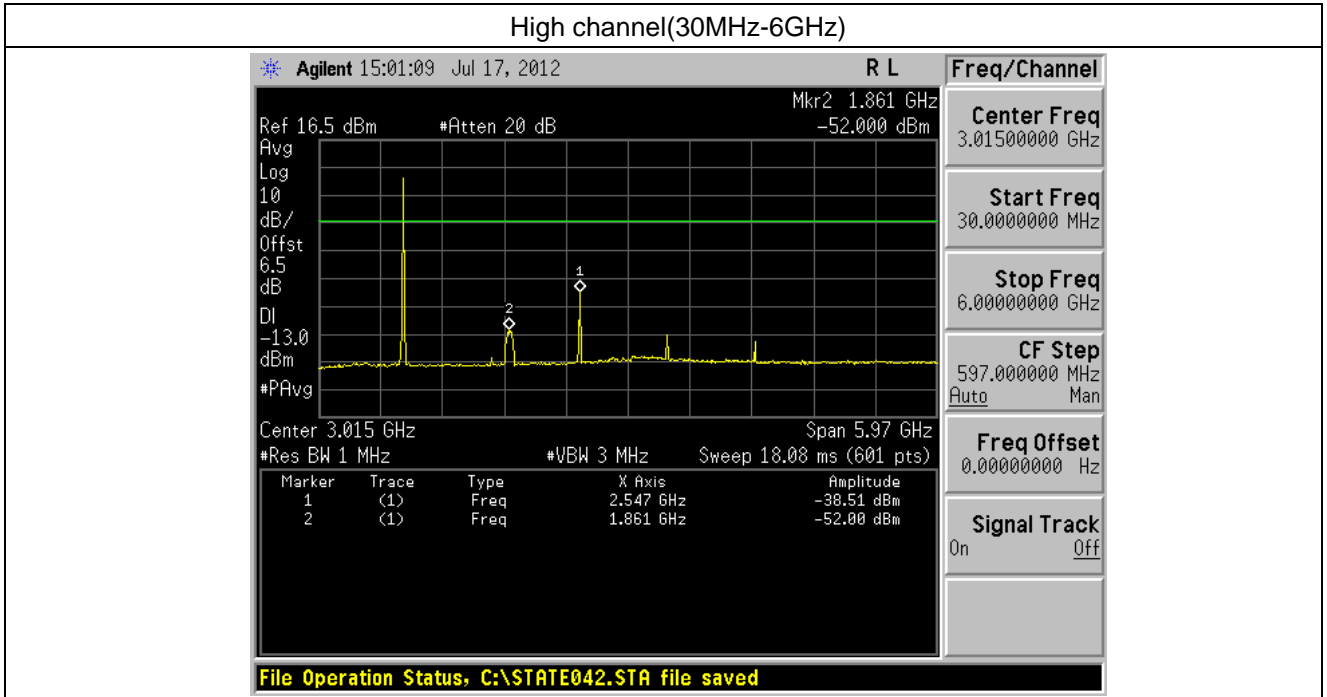 High channel(30MHz-6GHz)
Agilent 15:01:09 Jul 17, 2012 R L
Mkr2 1.861 GHz
Ref 16.5 dBm #Atten 20 dB -52.000 dBm
Avg
Log
10
dB/
Offst
6.5
dB
DI
-13.0
dBm
#PAvg
1
2
Center 3.015 GHz Span 5.97 GHz
#Res BW 1 MHz #VBW 3 MHz Sweep 18.08 ms (601 pts)
Marker Trace Type X Axis Amplitude
1 (1) Freq 2.547 GHz -38.51 dBm
2 (1) Freq 1.861 GHz -52.00 dBm
File Operation Status, C:\STATE042.STA file saved
Freq/Channel
Center Freq
3.01500000 GHz
Start Freq
30.0000000 MHz
Stop Freq
6.00000000 GHz
CF Step
597.000000 MHz
Auto Man
Freq Offset
0.00000000 Hz
Signal Track
On Off